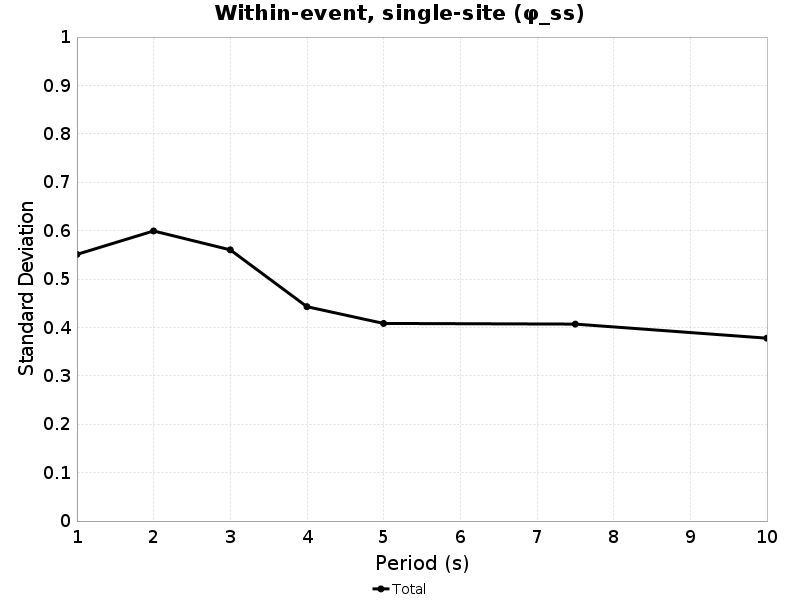 Within-event, single-site (φ_ss)
1
0.9
0.8
0.7
0.6
0.5
0.4
0.3
0.2
0.1
0
Standard Deviation
1 2 3 4 5 6 7 8 9 10
Period (s)
Total